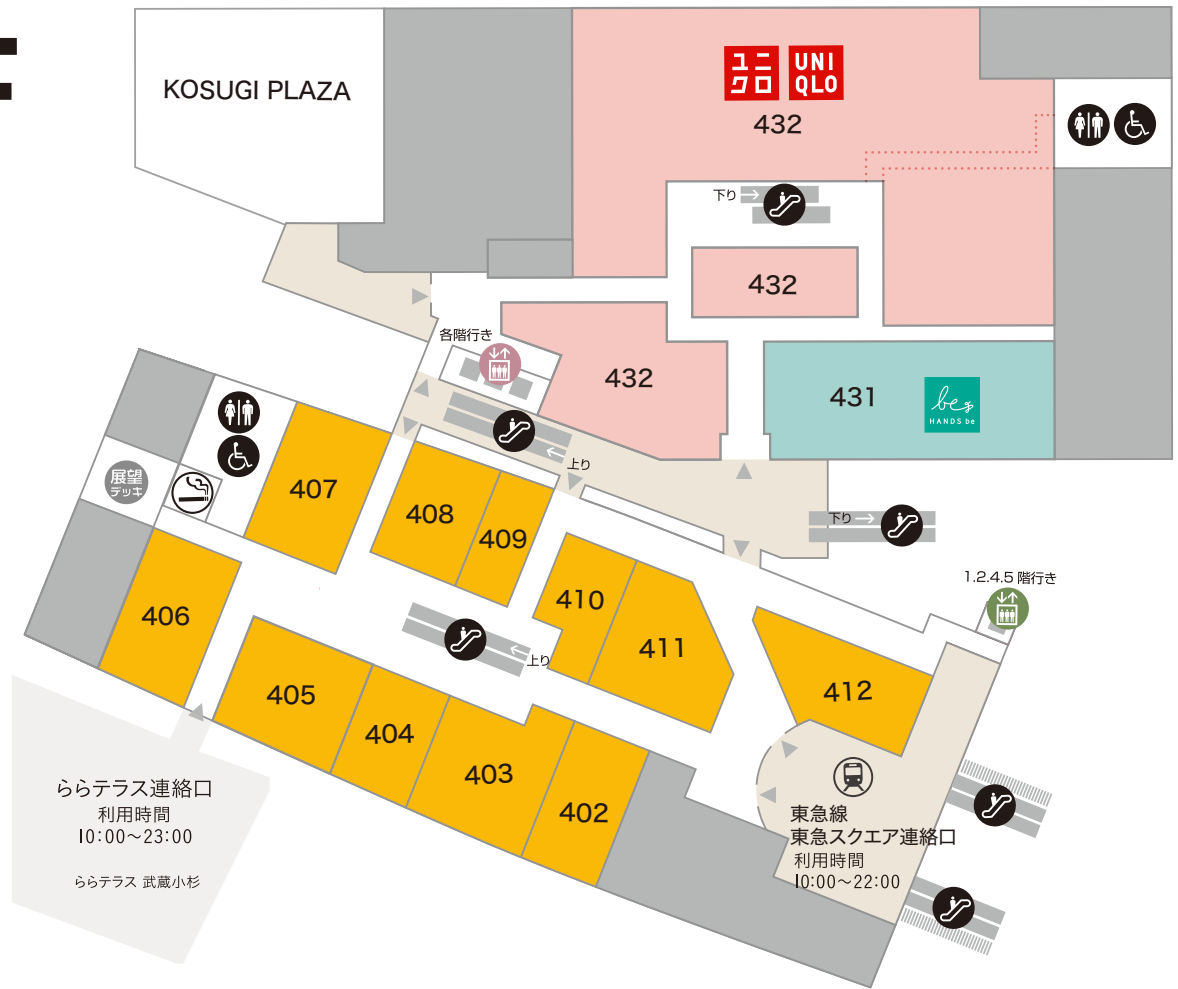 KOSUGI PLAZA
ユニ
クロ
UNI
QLO
432
下り
432
各階行き
432
431
be
HANDS be
上り
下り
展望
デッキ
407
408
409
410
411
1.2.4.5 階行き
406
上り
412
405
404
403
402
ららテラス連絡口
利用時間
10:00〜23:00
ららテラス 武蔵小杉
東急線
東急スクエア連絡口
利用時間
10:00〜22:00